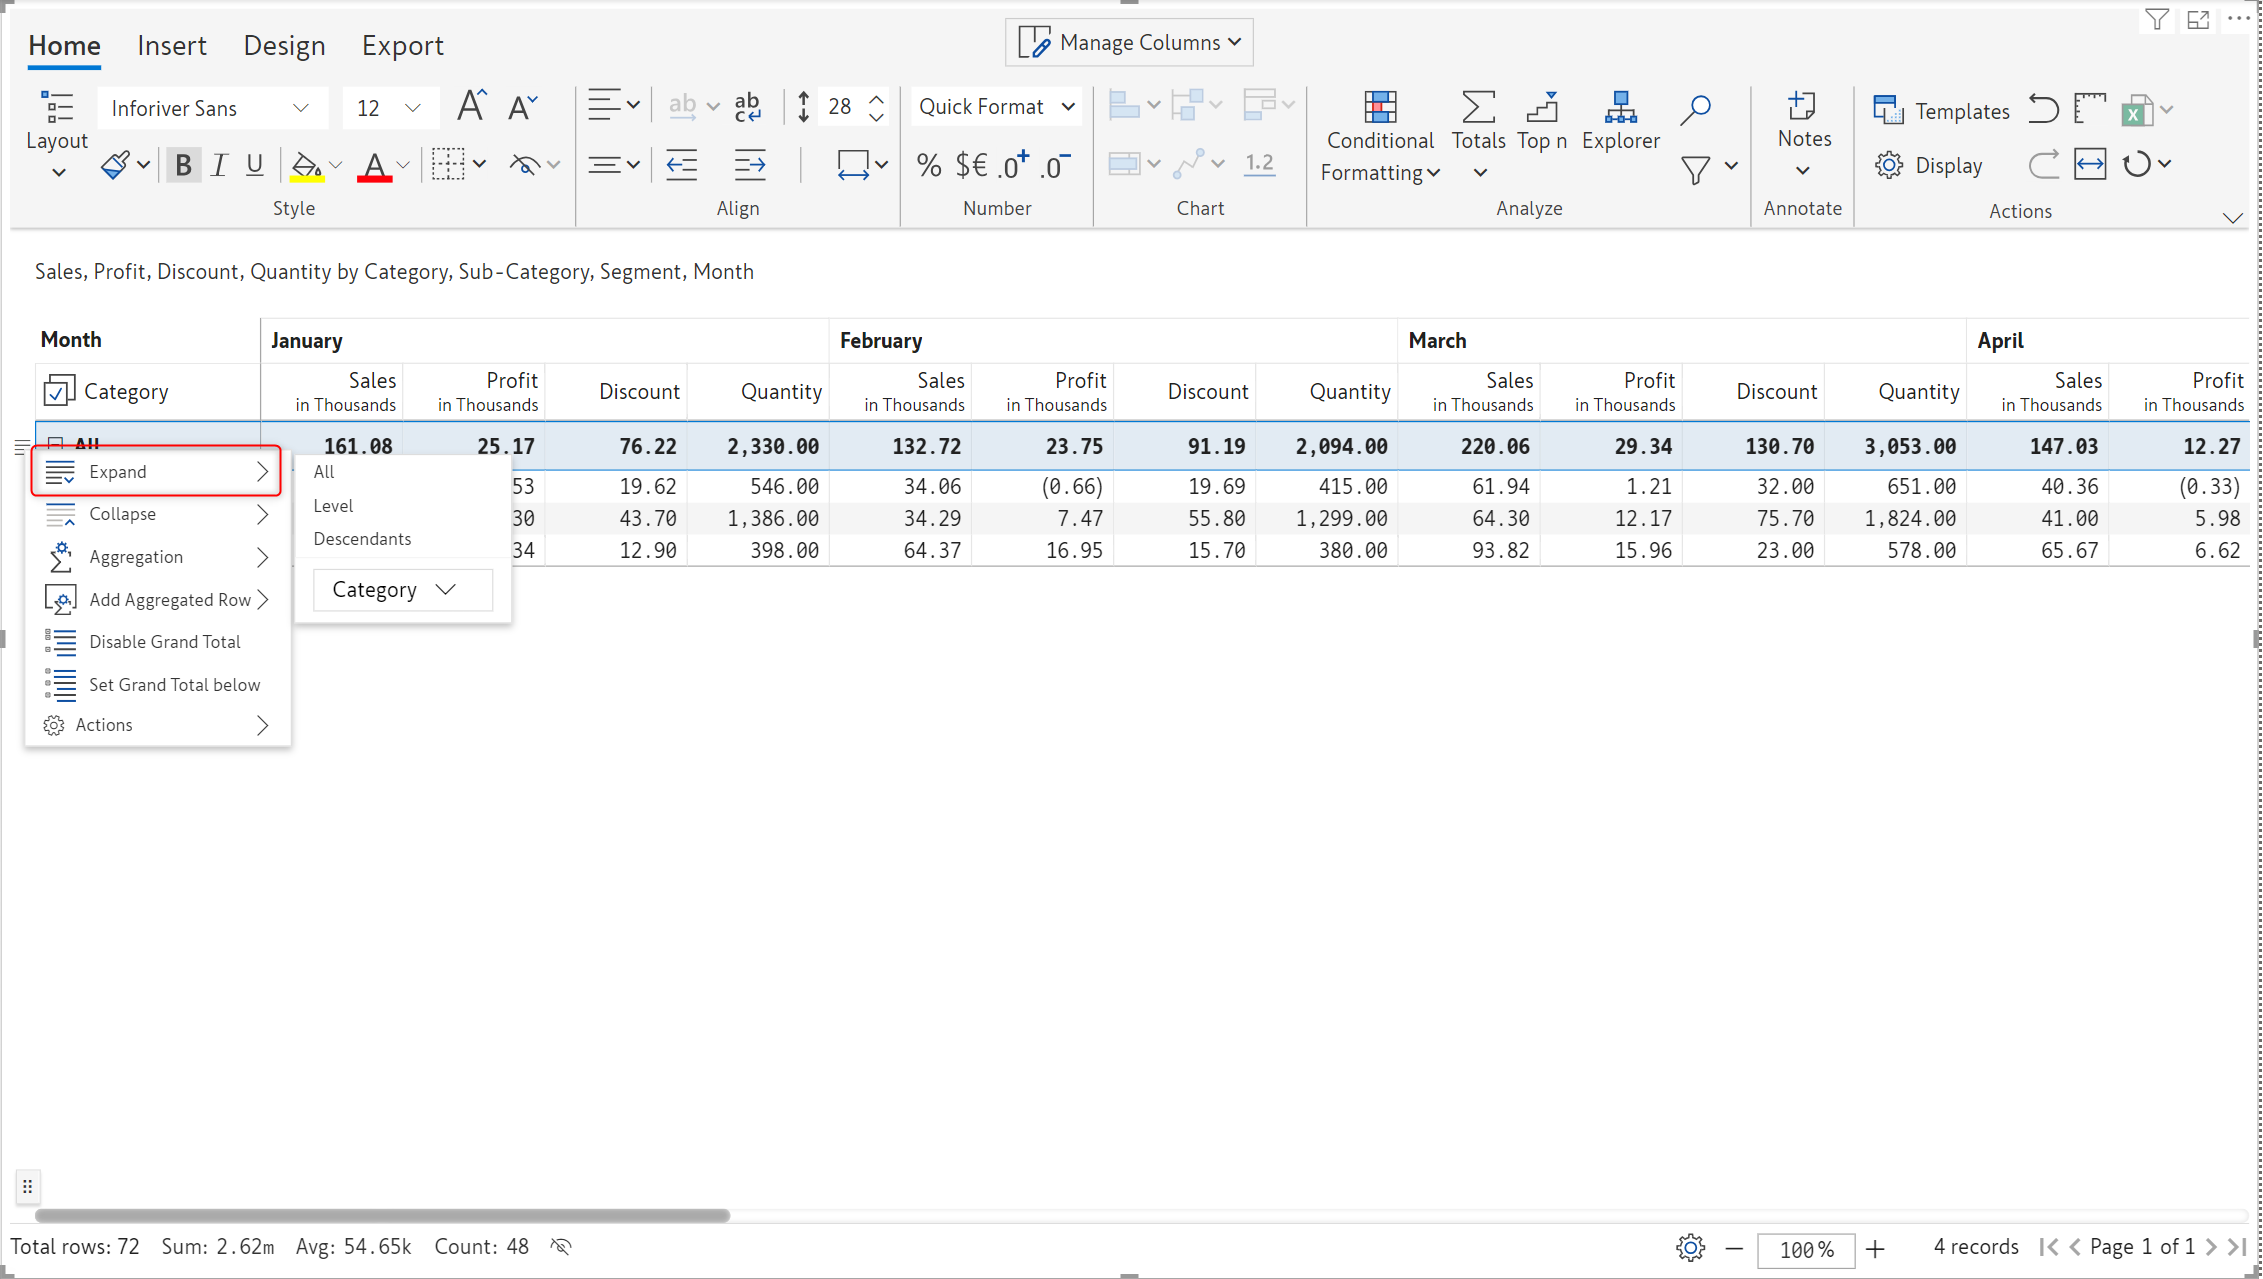 Home Insert Design Export
Manage Columns
Layout
Inforiver Sans 12
B I U
Style
ab ab c 28
Align
Quick Format
% $€ .0+ .0-
Number
1.2
Chart
Conditional Formatting Totals Top n Explorer
Analyze
Notes
Annotate
Templates
Display
Actions
Sales, Profit, Discount, Quantity by Category, Sub-Category, Segment, Month
Month January February March April
Category Sales in Thousands Profit in Thousands Discount Quantity Sales in Thousands Profit in Thousands Discount Quantity Sales in Thousands Profit in Thousands Discount Quantity Sales in Thousands Profit in Thousands
All 161.08 25.17 76.22 2,330.00 132.72 23.75 91.19 2,094.00 220.06 29.34 130.70 3,053.00 147.03 12.27
53 19.62 546.00 34.06 (0.66) 19.69 415.00 61.94 1.21 32.00 651.00 40.36 (0.33)
30 43.70 1,386.00 34.29 7.47 55.80 1,299.00 64.30 12.17 75.70 1,824.00 41.00 5.98
34 12.90 398.00 64.37 16.95 15.70 380.00 93.82 15.96 23.00 578.00 65.67 6.62
Expand
Collapse
Aggregation
Add Aggregated Row
Disable Grand Total
Set Grand Total below
Actions
All
Level
Descendants
Category
Total rows: 72 Sum: 2.62m Avg: 54.65k Count: 48
100% 4 records Page 1 of 1